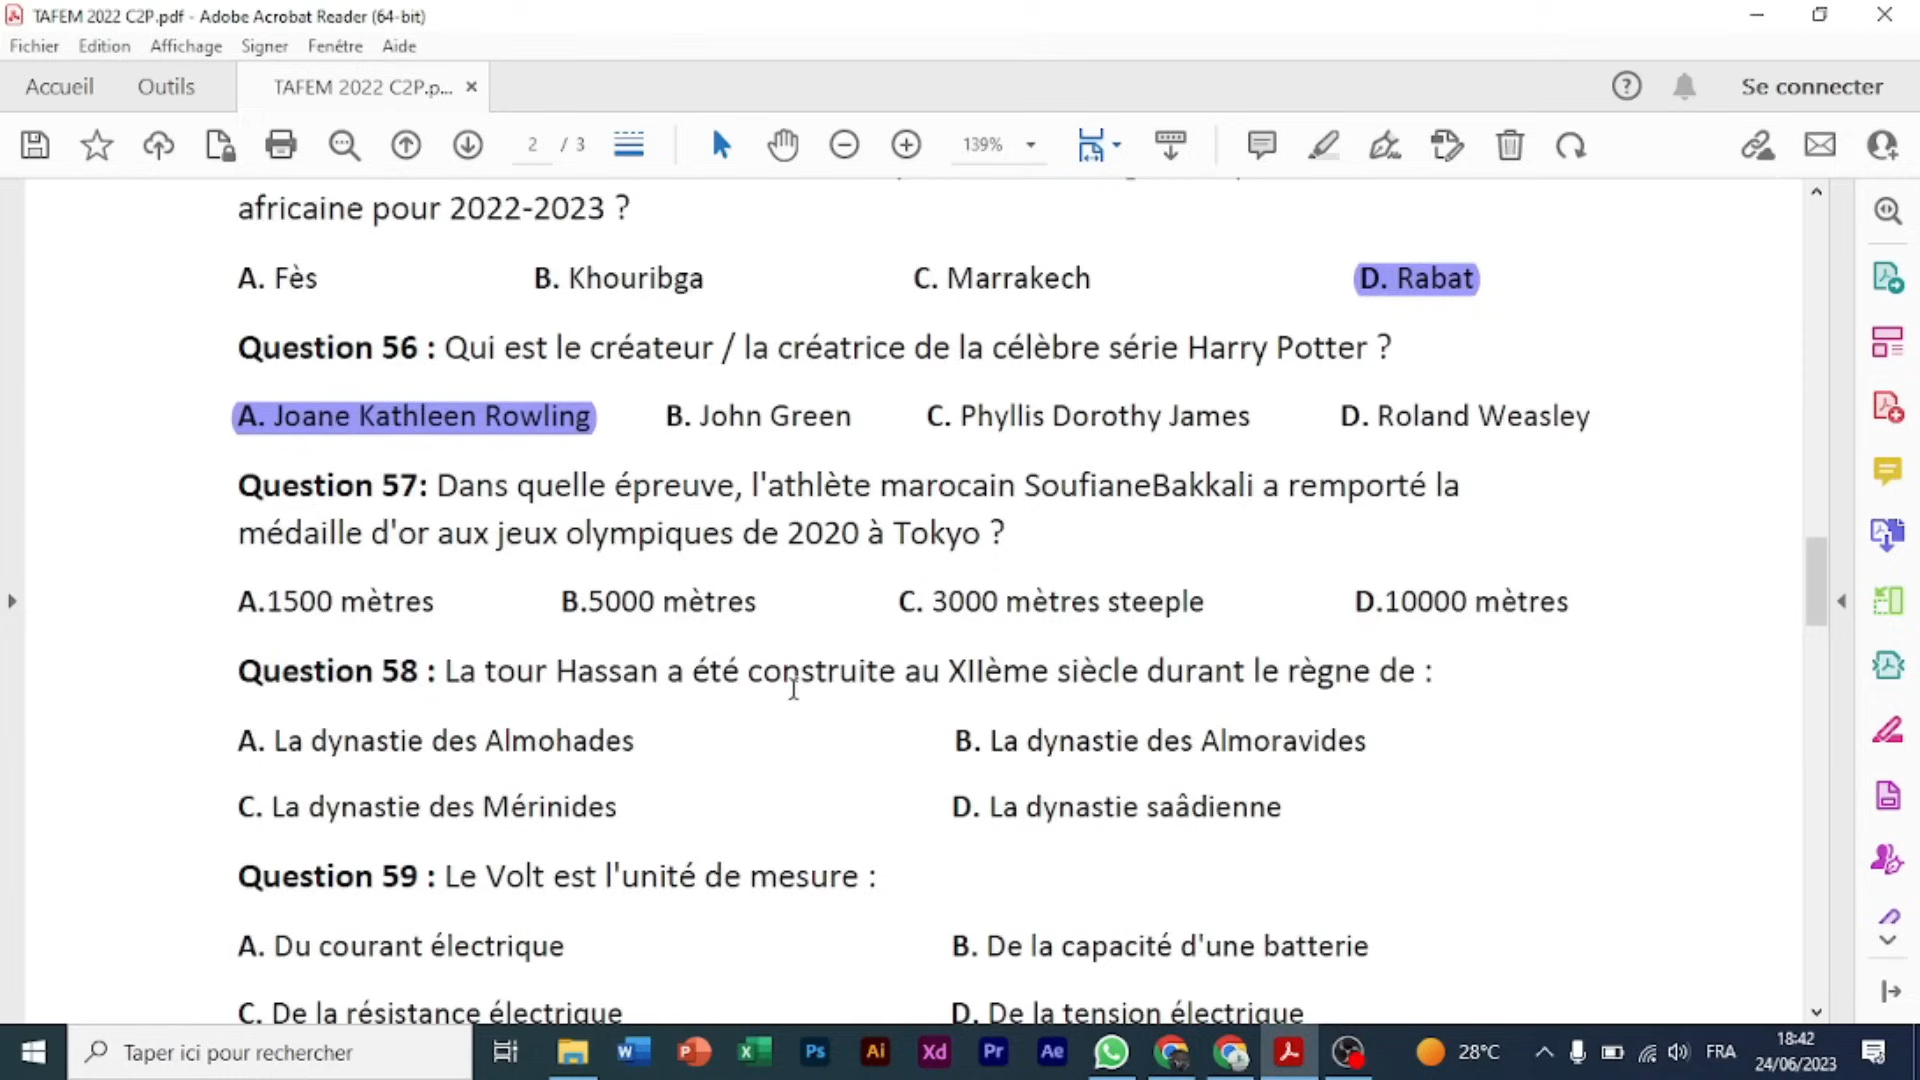 TAFEM 2022 C2P.pdf - Adobe Acrobat Reader (64-bit)
Fichier Edition Affichage Signer Fenêtre Aide
Accueil Outils TAFEM 2022 C2P.p... × Se connecter
2 / 3 139%
africaine pour 2022-2023 ?
A. Fès B. Khouribga C. Marrakech D. Rabat
Question 56 : Qui est le créateur / la créatrice de la célèbre série Harry Potter ?
A. Joane Kathleen Rowling B. John Green C. Phyllis Dorothy James D. Roland Weasley
Question 57: Dans quelle épreuve, l'athlète marocain SoufianeBakkali a remporté la
médaille d'or aux jeux olympiques de 2020 à Tokyo ?
A.1500 mètres B.5000 mètres C. 3000 mètres steeple D.10000 mètres
Question 58 : La tour Hassan a été construite au XIIème siècle durant le règne de :
A. La dynastie des Almohades B. La dynastie des Almoravides
C. La dynastie des Mérinides D. La dynastie saâdienne
Question 59 : Le Volt est l'unité de mesure :
A. Du courant électrique B. De la capacité d'une batterie
C. De la résistance électrique D. De la tension électrique
Taper ici pour rechercher Ps Ai Xd Pr Ae 28°C FRA 18:42
24/06/2023